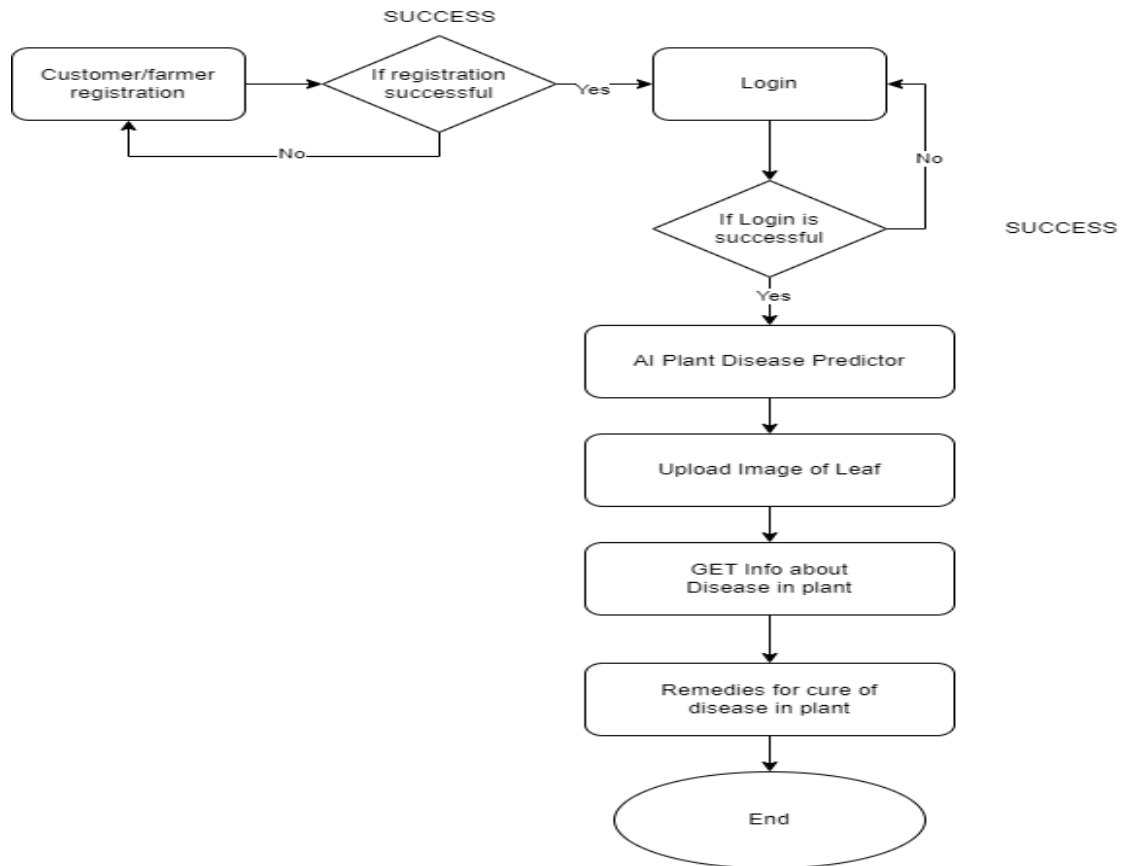 SUCCESS
Customer/farmer
registration
If registration
successful
Yes
Login
No
No
If Login is
successful
SUCCESS
Yes
AI Plant Disease Predictor
Upload Image of Leaf
GET Info about
Disease in plant
Remedies for cure of
disease in plant
End